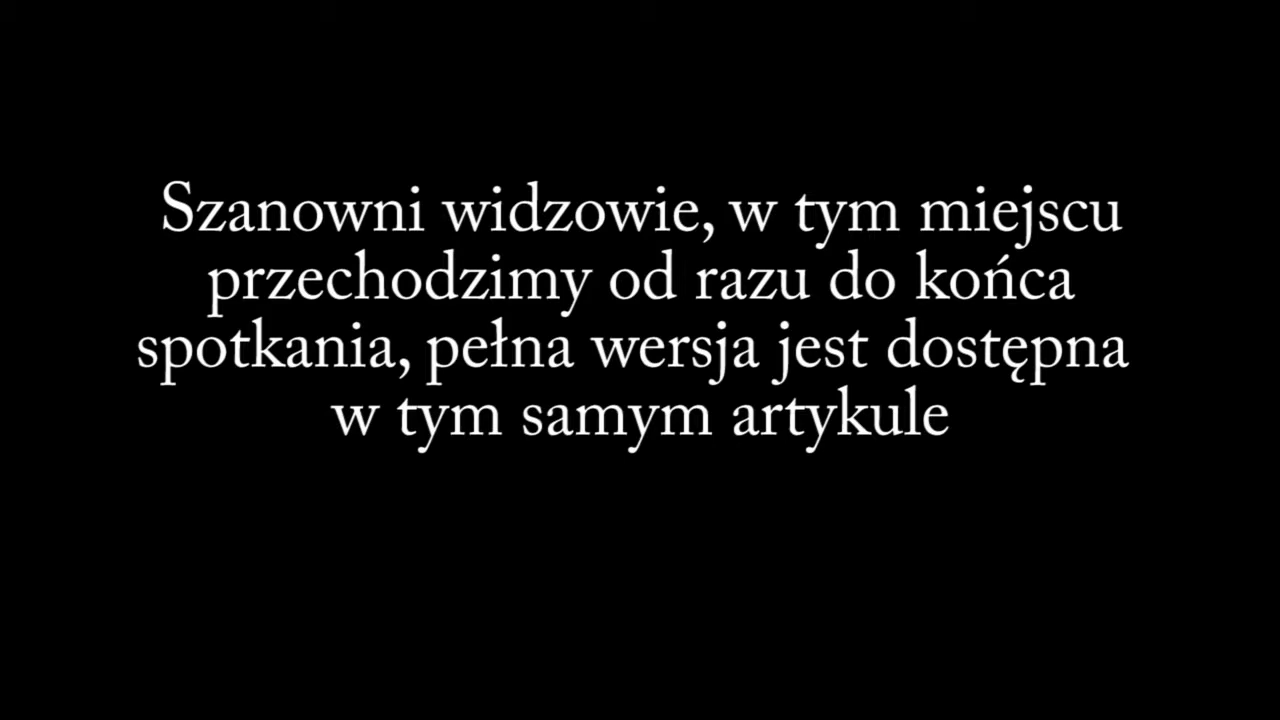 Szanowni widzowie, w tym miejscu
przechodzimy od razu do końca
spotkania, pełna wersja jest dostępna
w tym samym artykule